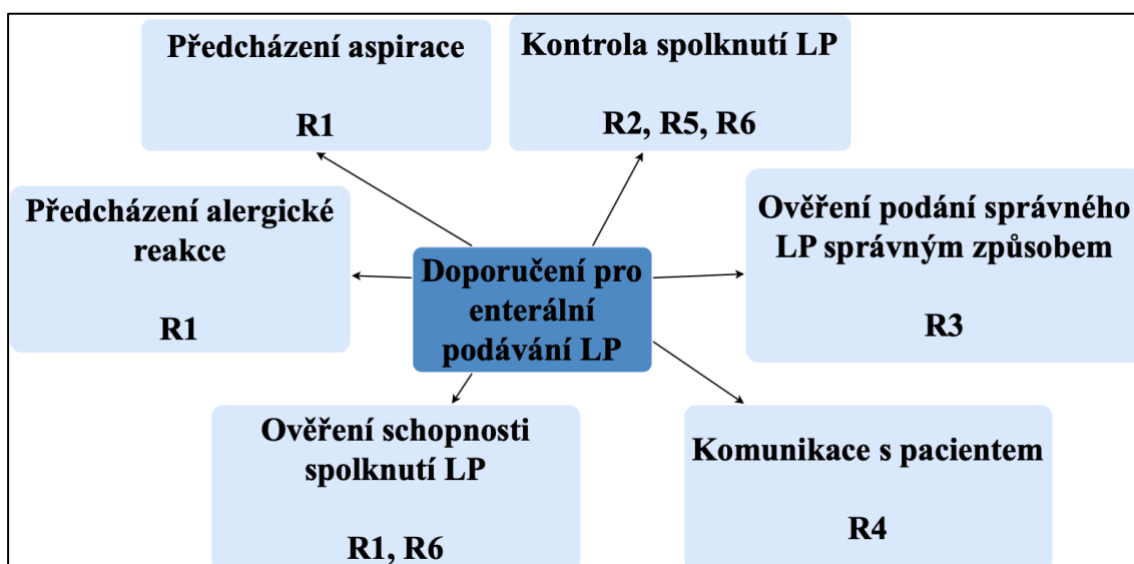 Předcházení aspirace
R1
Kontrola spolknutí LP
R2, R5, R6
Předcházení alergické
reakce
R1
Doporučení pro
enterální
podávání LP
Ověření podání správného
LP správným způsobem
R3
Ověření schopnosti
spolknutí LP
R1, R6
Komunikace s pacientem
R4